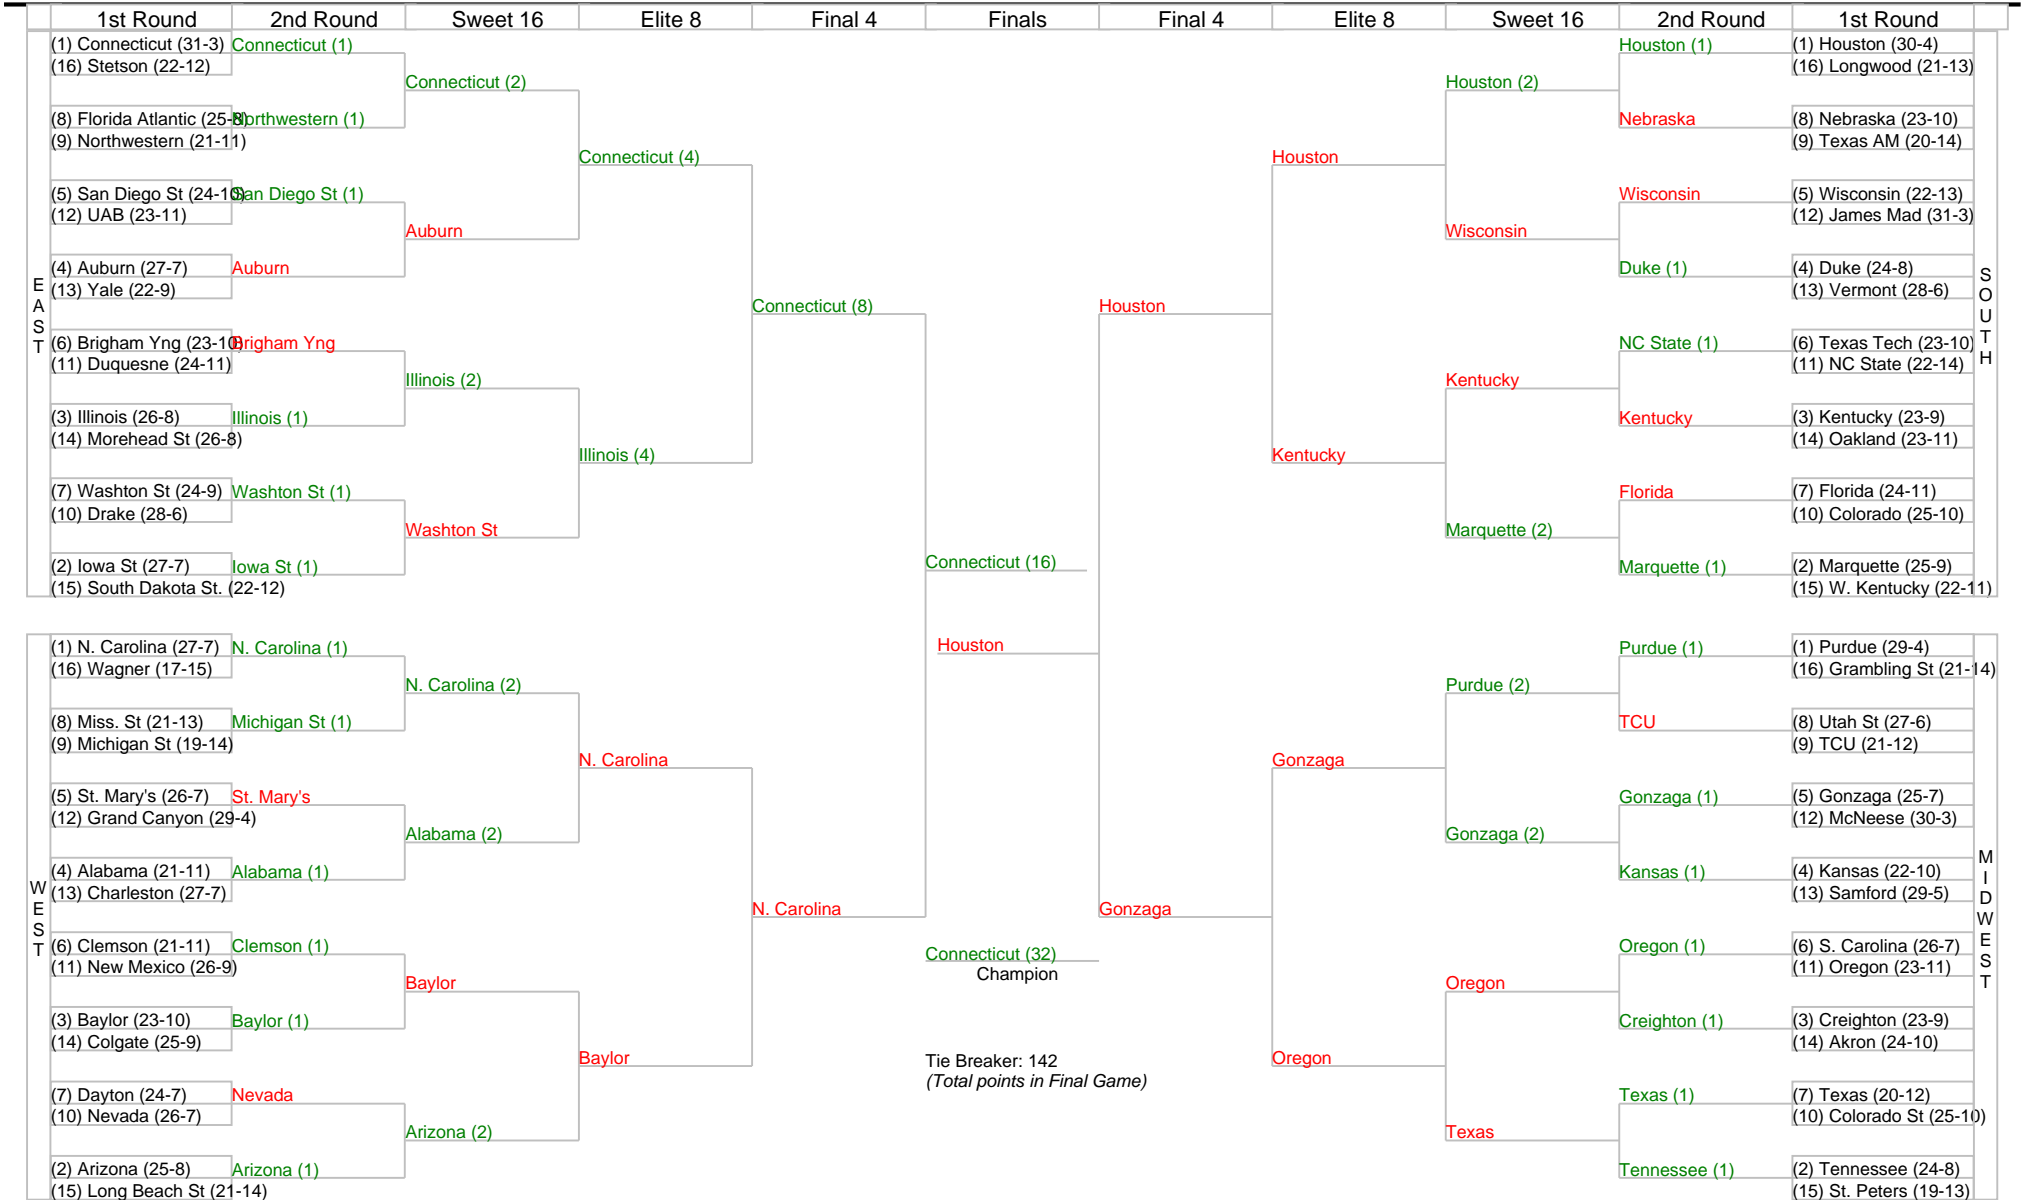 1st Round 2nd Round Sweet 16 Elite 8 Final 4 Finals Final 4 Elite 8 Sweet 16 2nd Round 1st Round
EAST
(1) Connecticut (31-3)
(16) Stetson (22-12)
(8) Florida Atlantic (25-8)
(9) Northwestern (21-11)
(5) San Diego St (24-10)
(12) UAB (23-11)
(4) Auburn (27-7)
(13) Yale (22-9)
(6) Brigham Yng (23-10)
(11) Duquesne (24-11)
(3) Illinois (26-8)
(14) Morehead St (26-8)
(7) Washton St (24-9)
(10) Drake (28-6)
(2) Iowa St (27-7)
(15) South Dakota St. (22-12)
Connecticut (1)
Northwestern (1)
San Diego St (1)
Auburn
Brigham Yng
Illinois (1)
Washton St (1)
Iowa St (1)
Connecticut (2)
Auburn
Illinois (2)
Washton St
Connecticut (4)
Illinois (4)
Connecticut (8)
WEST
(1) N. Carolina (27-7)
(16) Wagner (17-15)
(8) Miss. St (21-13)
(9) Michigan St (19-14)
(5) St. Mary's (26-7)
(12) Grand Canyon (29-4)
(4) Alabama (21-11)
(13) Charleston (27-7)
(6) Clemson (21-11)
(11) New Mexico (26-9)
(3) Baylor (23-10)
(14) Colgate (25-9)
(7) Dayton (24-7)
(10) Nevada (26-7)
(2) Arizona (25-8)
(15) Long Beach St (21-14)
N. Carolina (1)
Michigan St (1)
St. Mary's
Alabama (1)
Clemson (1)
Baylor (1)
Nevada
Arizona (1)
N. Carolina (2)
Alabama (2)
Baylor
Arizona (2)
N. Carolina
Baylor
N. Carolina
Connecticut (16)
Houston
Connecticut (32)
Champion
Tie Breaker: 142
(Total points in Final Game)
Houston
Gonzaga
Houston
Kentucky
Houston (2)
Wisconsin
Kentucky
Marquette (2)
Houston (1)
Nebraska
Wisconsin
Duke (1)
NC State (1)
Kentucky
Florida
Marquette (1)
(1) Houston (30-4)
(16) Longwood (21-13)
(8) Nebraska (23-10)
(9) Texas AM (20-14)
(5) Wisconsin (22-13)
(12) James Mad (31-3)
(4) Duke (24-8)
(13) Vermont (28-6)
(6) Texas Tech (23-10)
(11) NC State (22-14)
(3) Kentucky (23-9)
(14) Oakland (23-11)
(7) Florida (24-11)
(10) Colorado (25-10)
(2) Marquette (25-9)
(15) W. Kentucky (22-11)
SOUTH
Gonzaga
Oregon
Purdue (2)
Gonzaga (2)
Oregon
Texas
Purdue (1)
TCU
Gonzaga (1)
Kansas (1)
Oregon (1)
Creighton (1)
Texas (1)
Tennessee (1)
(1) Purdue (29-4)
(16) Grambling St (21-14)
(8) Utah St (27-6)
(9) TCU (21-12)
(5) Gonzaga (25-7)
(12) McNeese (30-3)
(4) Kansas (22-10)
(13) Samford (29-5)
(6) S. Carolina (26-7)
(11) Oregon (23-11)
(3) Creighton (23-9)
(14) Akron (24-10)
(7) Texas (20-12)
(10) Colorado St (25-10)
(2) Tennessee (24-8)
(15) St. Peters (19-13)
MIDWEST